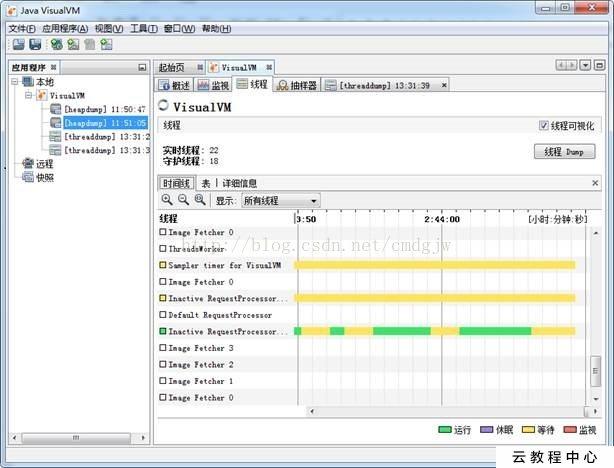 Java VisualVM
文件(F) 应用程序(A) 视图(V) 工具(T) 窗口(W) 帮助(H)
应用程序
本地
VisualVM
[heapdump] 11:50:47
[heapdump] 11:51:05
[threaddump] 13:31:2
[threaddump] 13:31:3
远程
快照
起始页 VisualVM
概述 监视 线程 抽样器 [threaddump] 13:31:39
VisualVM
线程 线程可视化
实时线程: 22
守护线程: 18
线程 Dump
时间线 表 详细信息
显示: 所有线程
线程 3:50 2:44:00 [小时:分钟:秒]
Image Fetcher 0
http://blog.csdn.net/cmdgjw
ThreadsWorker
Sampler timer for VisualVM
Image Fetcher 0
Inactive RequestProcessor...
Default RequestProcessor
Inactive RequestProcessor...
Image Fetcher 3
Image Fetcher 2
Image Fetcher 1
Image Fetcher 0
运行 休眠 等待 监视
云教程中心